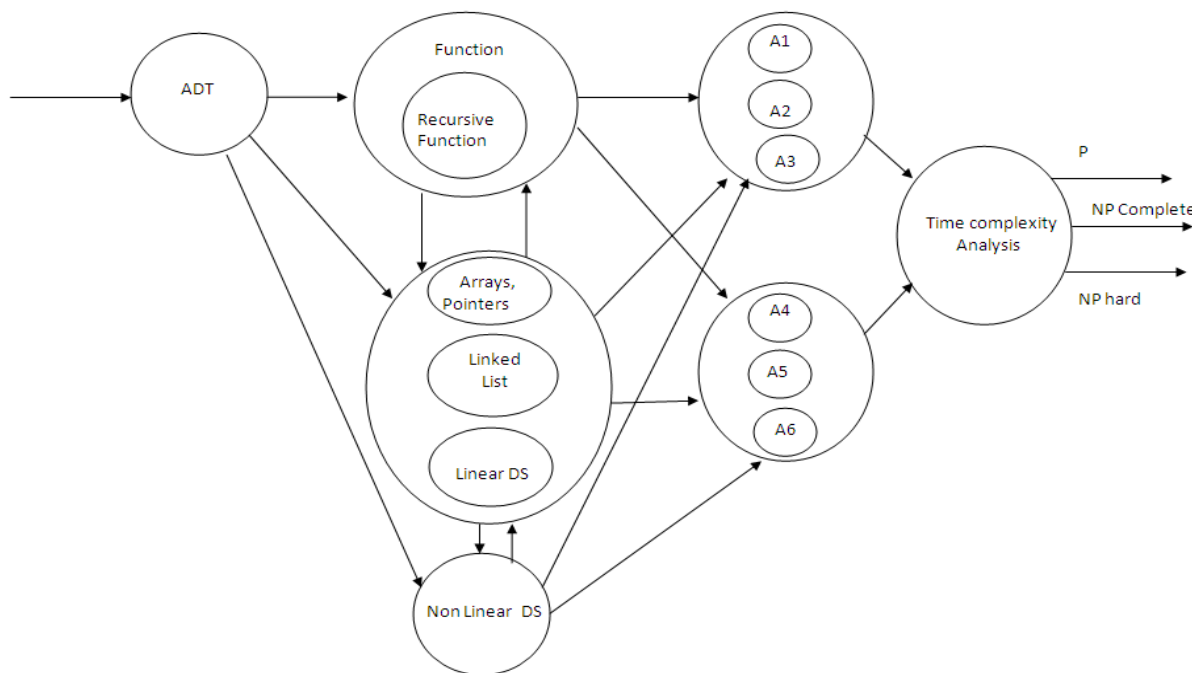 ADT
Function
Recursive
Function
Arrays,
Pointers
Linked
List
Linear DS
Non Linear DS
A1
A2
A3
A4
A5
A6
Time complexity
Analysis
P
NP Complete
NP hard